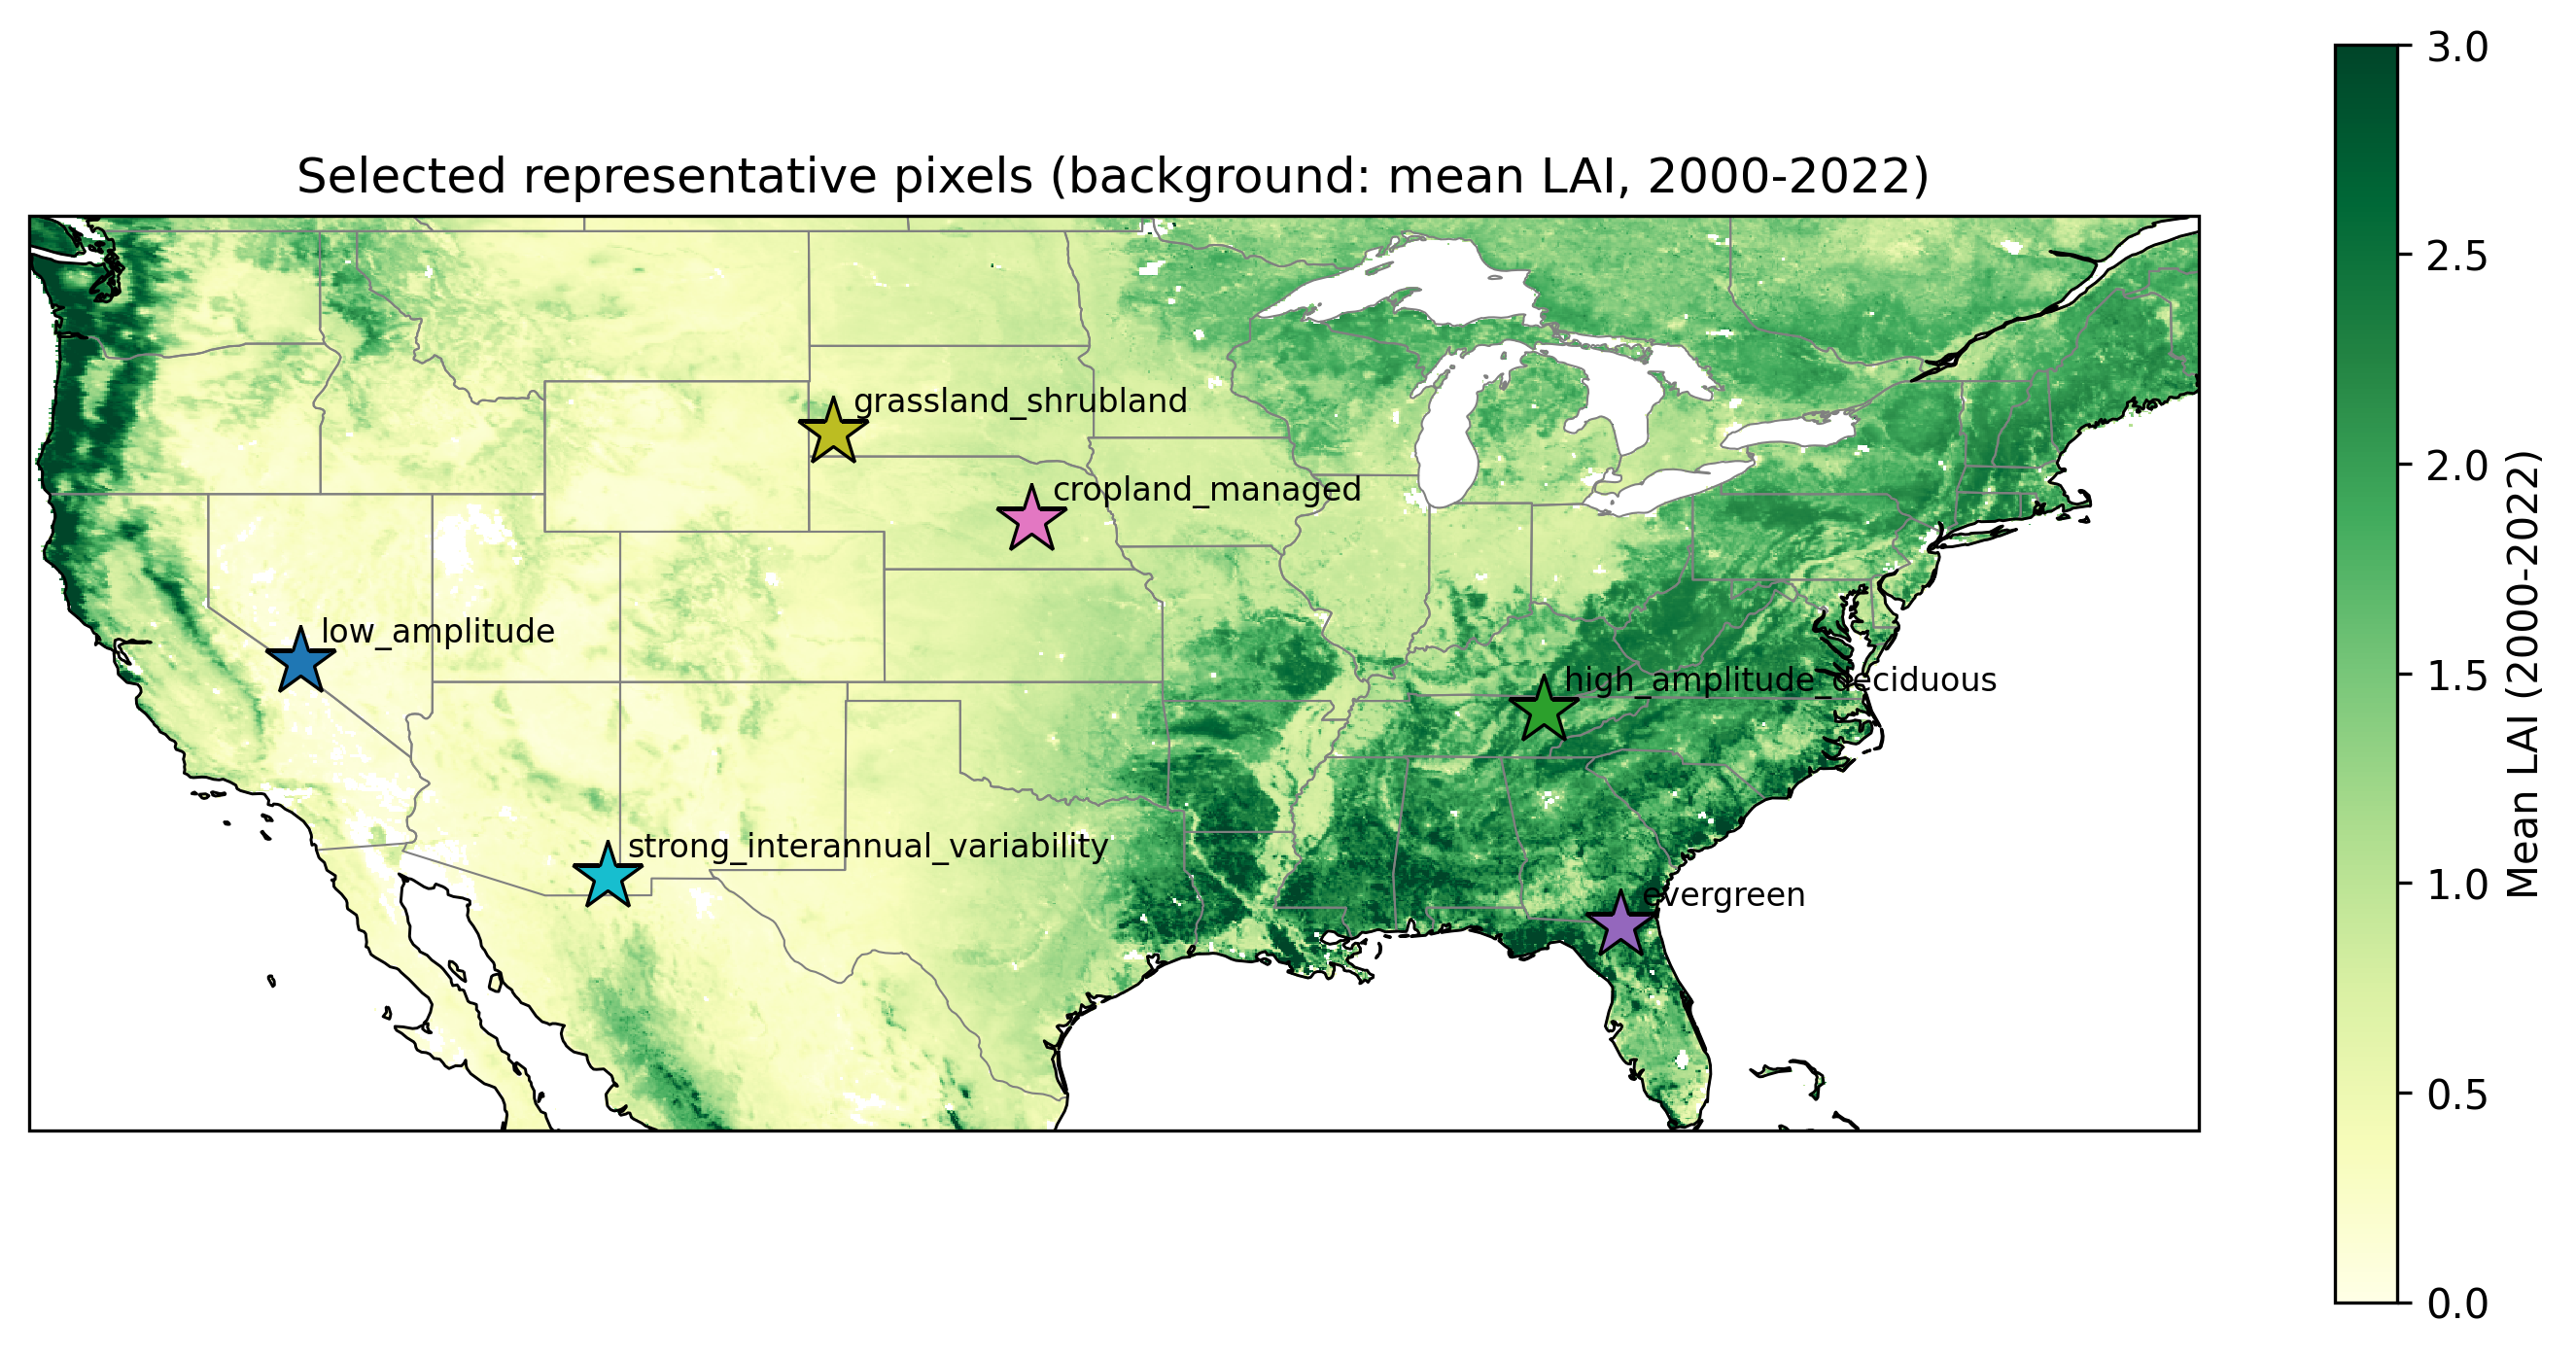 Selected representative pixels (background: mean LAI, 2000-2022)
grassland_shrubland
cropland_managed
low_amplitude
high_amplitude_deciduous
strong_interannual_variability
evergreen
3.0
2.5
2.0
1.5
1.0
0.5
0.0
Mean LAI (2000-2022)